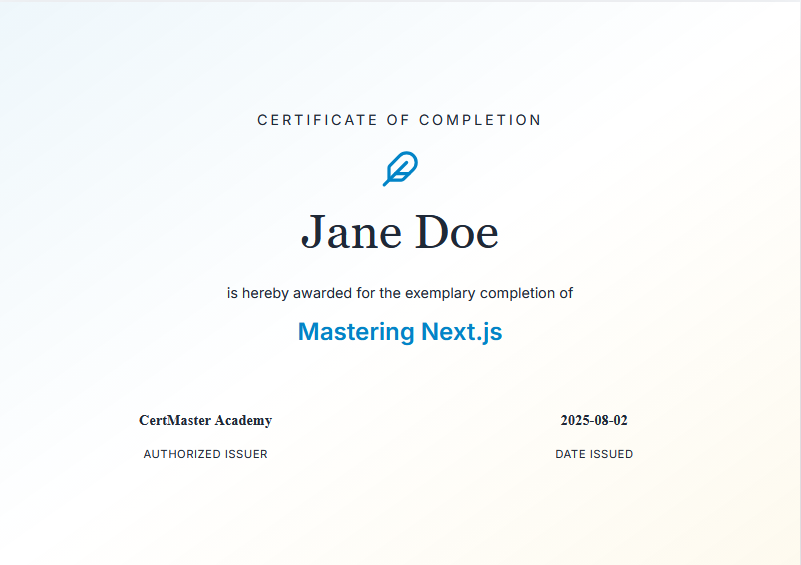 CERTIFICATE OF COMPLETION
Jane Doe
is hereby awarded for the exemplary completion of
Mastering Next.js
CertMaster Academy
2025-08-02
AUTHORIZED ISSUER
DATE ISSUED